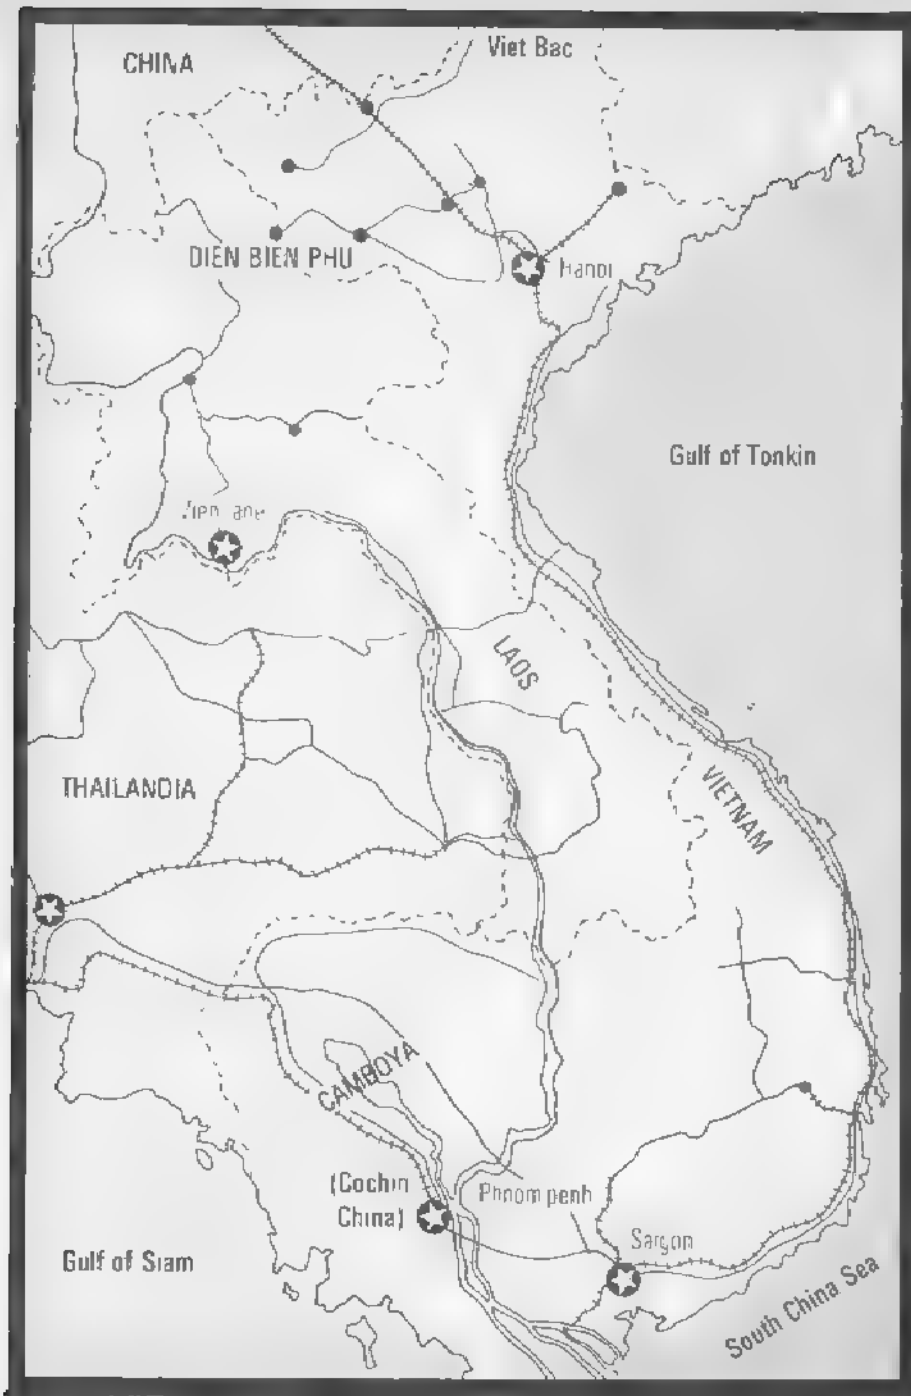 CHINA
Viet Bac
DIEN BIEN PHU
Hanoi
Gulf of Tonkin
LAOS
THAILANDIA
VIETNAM
CAMBOYA
(Cochin
China)
Phnom penh
Saigon
Gulf of Siam
South China Sea